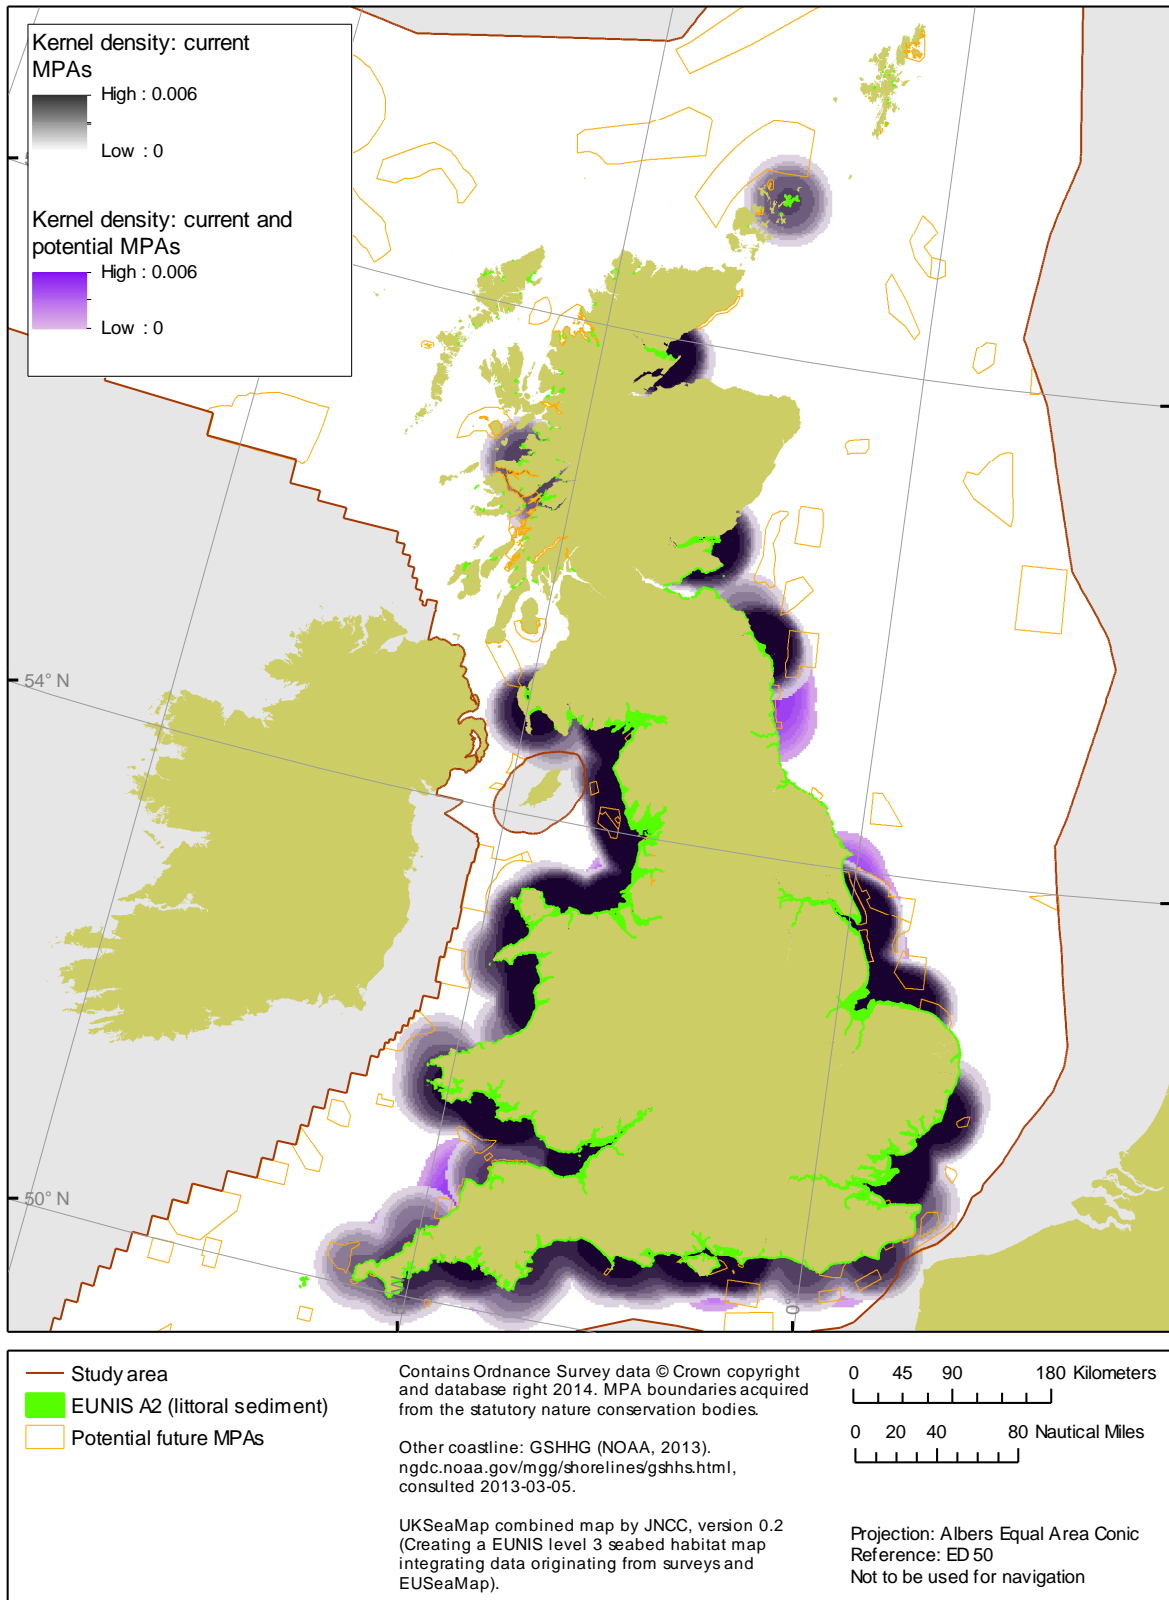 Kernel density: current
MPAs
High : 0.006
Low : 0
Kernel density: current and
potential MPAs
High : 0.006
Low : 0
54° N
50° N
0°
Study area
EUNIS A2 (littoral sediment)
Potential future MPAs
Contains Ordnance Survey data © Crown copyright
and database right 2014. MPA boundaries acquired
from the statutory nature conservation bodies.
Other coastline: GSHHG (NOAA, 2013).
ngdc.noaa.gov/mgg/shorelines/gshhs.html,
consulted 2013-03-05.
UKSeaMap combined map by JNCC, version 0.2
(Creating a EUNIS level 3 seabed habitat map
integrating data originating from surveys and
EUSeaMap).
0 45 90 180 Kilometers
0 20 40 80 Nautical Miles
Projection: Albers Equal Area Conic
Reference: ED 50
Not to be used for navigation